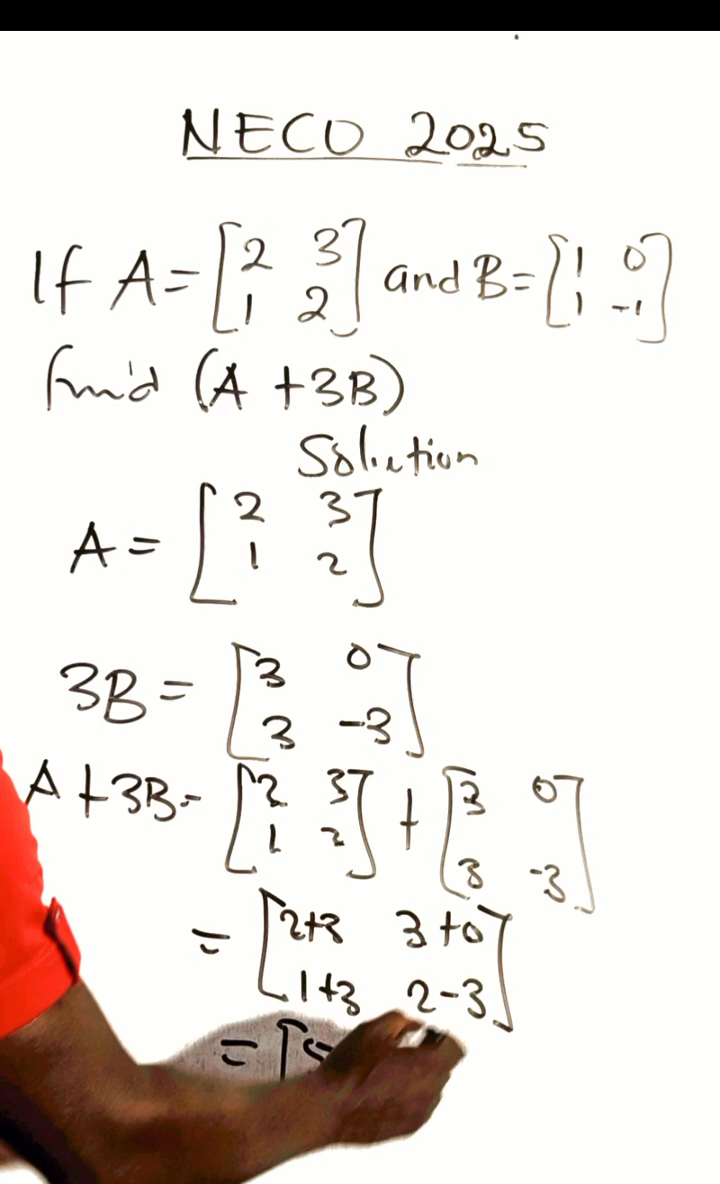 NECO 2025
If A = [2 3 1 2] and B = [1 0 1 -1]
find (A + 3B)
Solution
A = [2 3 1 2]
3B = [3 0 3 -3]
A + 3B = [2 3 1 2] + [3 0 3 -3]
= [2+3 3+0 1+3 2-3]
= [5